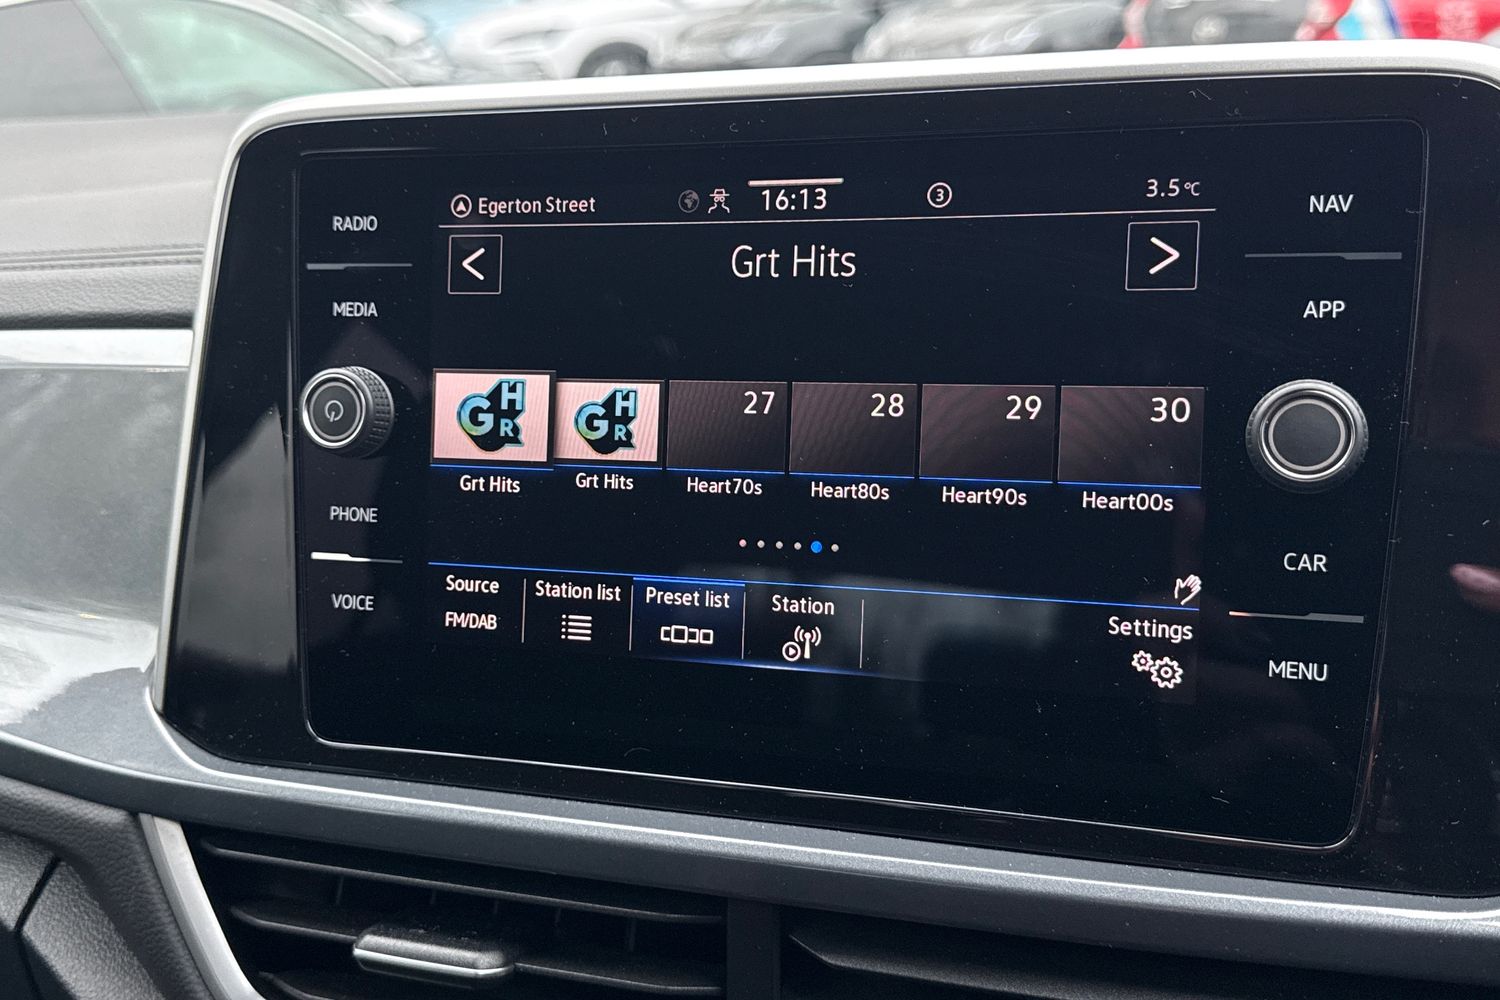 Egerton Street
16:13
3
3.5°C
RADIO
MEDIA
PHONE
VOICE
NAV
APP
CAR
MENU
<
Grt Hits
>
GHR
GHR
27
28
29
30
Grt Hits
Grt Hits
Heart70s
Heart80s
Heart90s
Heart00s
Source
FM/DAB
Station list
Preset list
Station
Settings